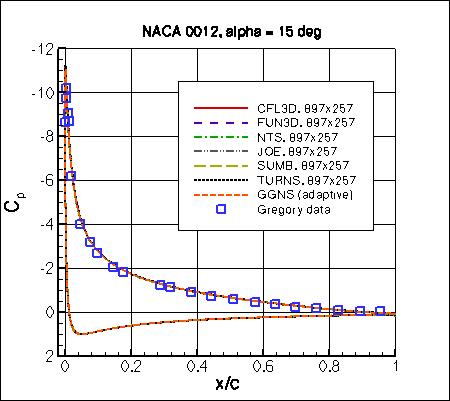 NACA 0012, alpha = 15 deg
-12
-10
-8
-6
-4
-2
0
2
Cp
CFL3D, 897x257
FUN3D, 897x257
NTS, 897x257
JOE, 897x257
SUMB, 897x257
TURNS, 897x257
GGNS (adaptive)
Gregory data
0 0.2 0.4 0.6 0.8 1
x/c